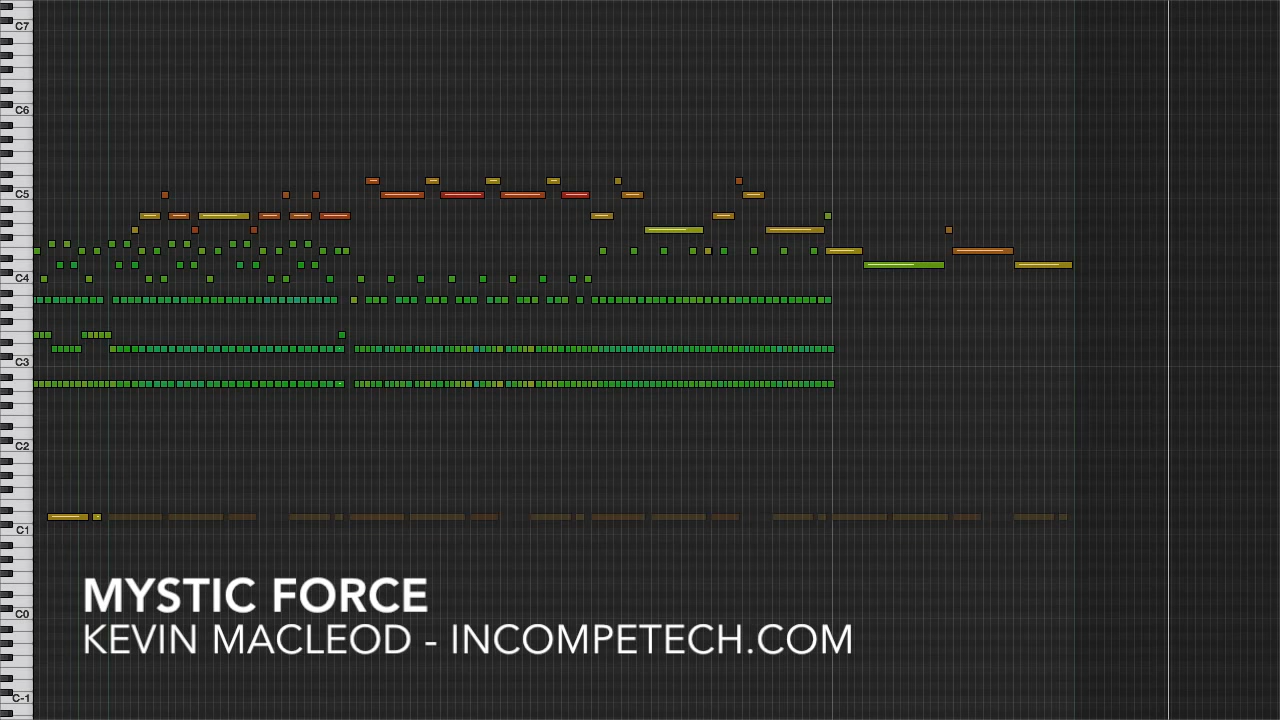 C7
C6
C5
C4
C3
C2
C1
C0
C-1
MYSTIC FORCE
KEVIN MACLEOD - INCOMPETECH.COM